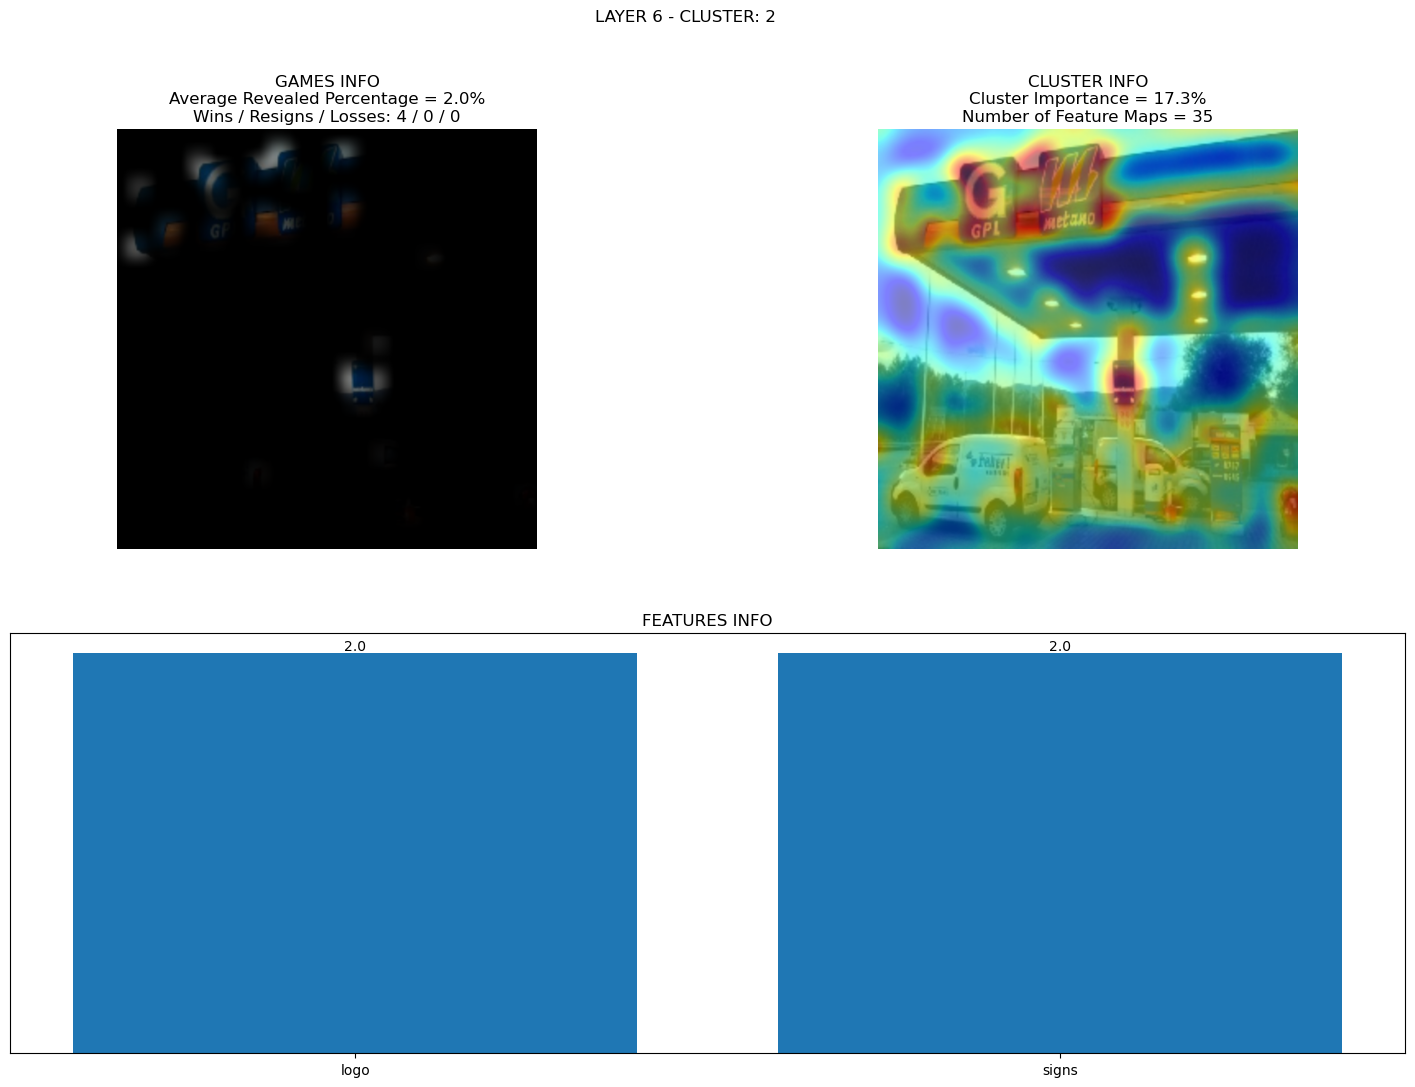 LAYER 6 - CLUSTER: 2
GAMES INFO
Average Revealed Percentage = 2.0%
Wins / Resigns / Losses: 4 / 0 / 0
CLUSTER INFO
Cluster Importance = 17.3%
Number of Feature Maps = 35
G
GP
me
G
GPL
metano
FEATURES INFO
2.0
2.0
logo
signs